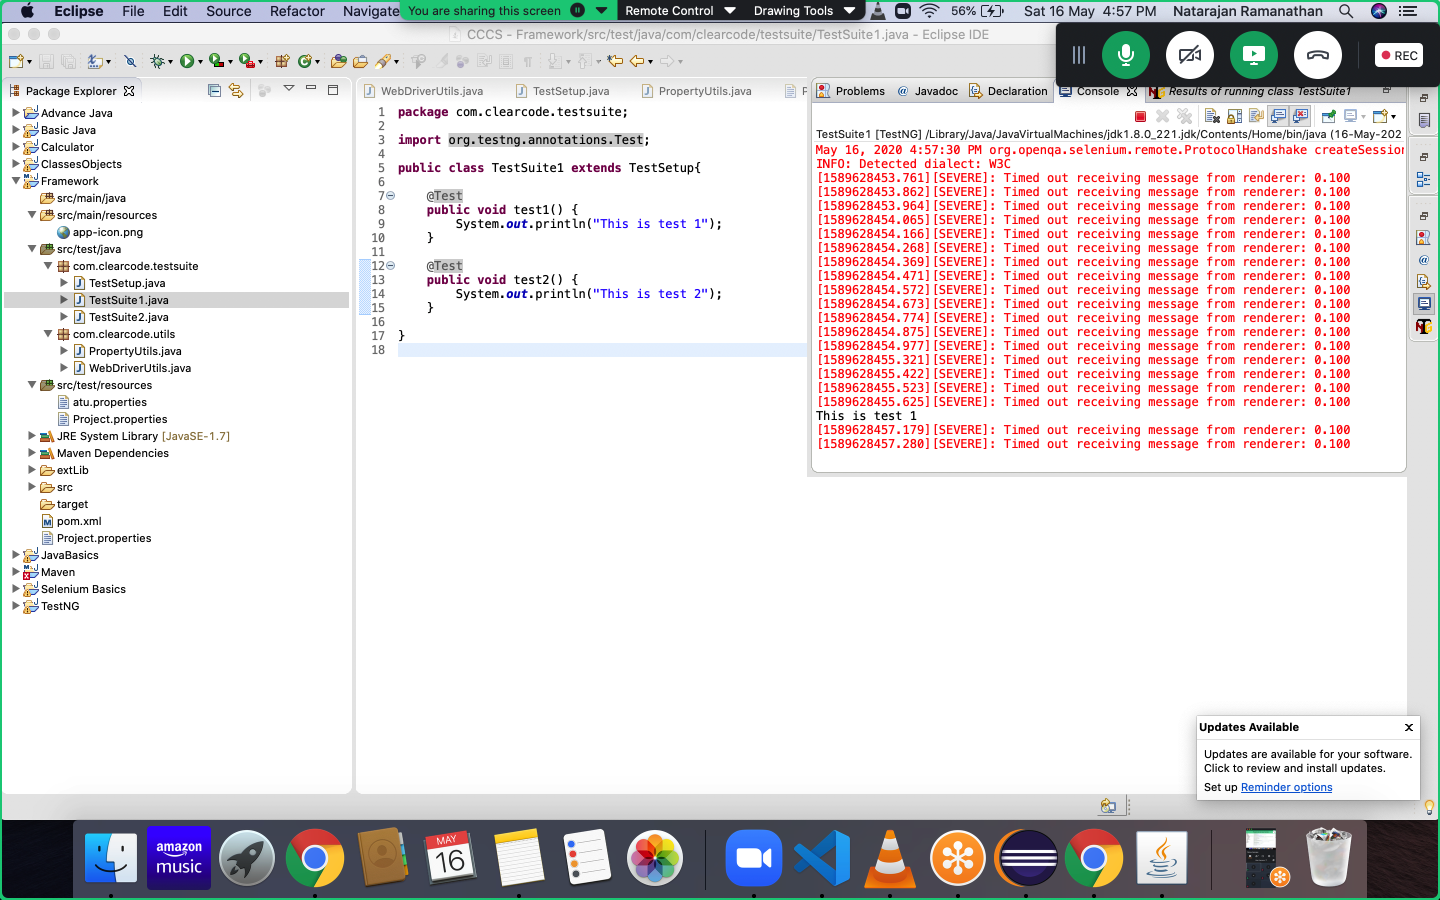 Eclipse File Edit Source Refactor Navigate
You are sharing this screen Remote Control Drawing Tools
56% Sat 16 May 4:57 PM Natarajan Ramanathan
CCCS - Framework/src/test/java/com/clearcode/testsuite/TestSuite1.java - Eclipse IDE
REC
Package Explorer
Advance Java
Basic Java
Calculator
ClassesObjects
Framework
src/main/java
src/main/resources
app-icon.png
src/test/java
com.clearcode.testsuite
TestSetup.java
TestSuite1.java
TestSuite2.java
com.clearcode.utils
PropertyUtils.java
WebDriverUtils.java
src/test/resources
atu.properties
Project.properties
JRE System Library [JavaSE-1.7]
Maven Dependencies
extLib
src
target
pom.xml
Project.properties
JavaBasics
Maven
Selenium Basics
TestNG
WebDriverUtils.java TestSetup.java PropertyUtils.java P
1 package com.clearcode.testsuite;
2
3 import org.testng.annotations.Test;
4
5 public class TestSuite1 extends TestSetup{
6
7 @Test
8 public void test1() {
9 System.out.println("This is test 1");
10 }
11
12 @Test
13 public void test2() {
14 System.out.println("This is test 2");
15 }
16
17 }
18
Problems Javadoc Declaration Console Results of running class TestSuite1
TestSuite1 [TestNG] /Library/Java/JavaVirtualMachines/jdk1.8.0_221.jdk/Contents/Home/bin/java (16-May-202
May 16, 2020 4:57:30 PM org.openqa.selenium.remote.ProtocolHandshake createSession
INFO: Detected dialect: W3C
[1589628453.761][SEVERE]: Timed out receiving message from renderer: 0.100
[1589628453.862][SEVERE]: Timed out receiving message from renderer: 0.100
[1589628453.964][SEVERE]: Timed out receiving message from renderer: 0.100
[1589628454.065][SEVERE]: Timed out receiving message from renderer: 0.100
[1589628454.166][SEVERE]: Timed out receiving message from renderer: 0.100
[1589628454.268][SEVERE]: Timed out receiving message from renderer: 0.100
[1589628454.369][SEVERE]: Timed out receiving message from renderer: 0.100
[1589628454.471][SEVERE]: Timed out receiving message from renderer: 0.100
[1589628454.572][SEVERE]: Timed out receiving message from renderer: 0.100
[1589628454.673][SEVERE]: Timed out receiving message from renderer: 0.100
[1589628454.774][SEVERE]: Timed out receiving message from renderer: 0.100
[1589628454.875][SEVERE]: Timed out receiving message from renderer: 0.100
[1589628454.977][SEVERE]: Timed out receiving message from renderer: 0.100
[1589628455.321][SEVERE]: Timed out receiving message from renderer: 0.100
[1589628455.422][SEVERE]: Timed out receiving message from renderer: 0.100
[1589628455.523][SEVERE]: Timed out receiving message from renderer: 0.100
[1589628455.625][SEVERE]: Timed out receiving message from renderer: 0.100
This is test 1
[1589628457.179][SEVERE]: Timed out receiving message from renderer: 0.100
[1589628457.280][SEVERE]: Timed out receiving message from renderer: 0.100
Updates Available
Updates are available for your software.
Click to review and install updates.
Set up Reminder options
amazon
music
MAY
16